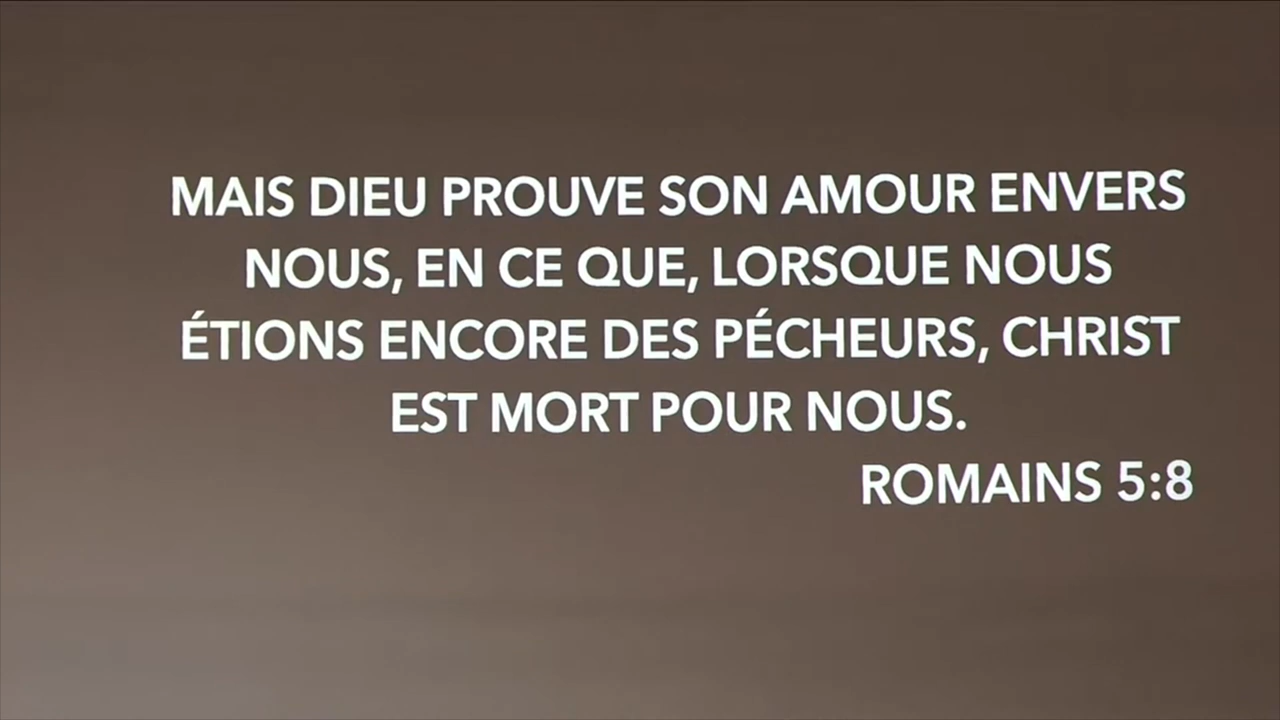 MAIS DIEU PROUVE SON AMOUR ENVERS
NOUS, EN CE QUE, LORSQUE NOUS
ÉTIONS ENCORE DES PÉCHEURS, CHRIST
EST MORT POUR NOUS.
ROMAINS 5:8